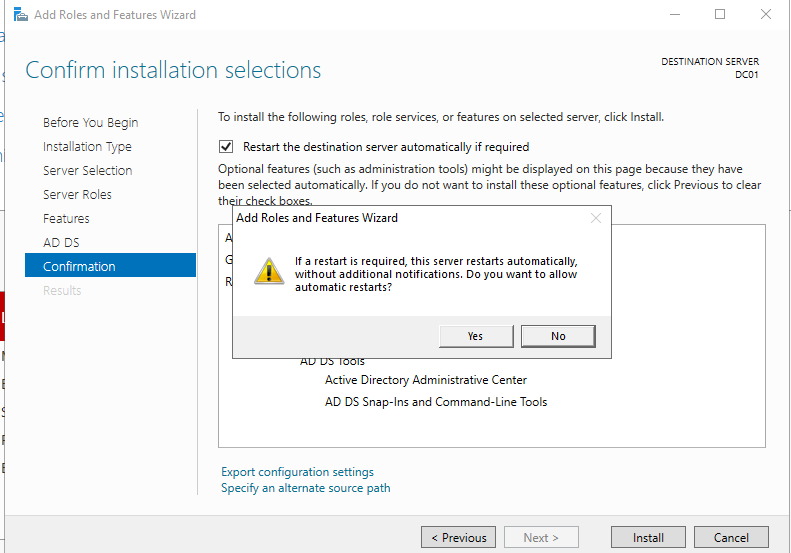 Add Roles and Features Wizard
Confirm installation selections
DESTINATION SERVER
DC01
Before You Begin
Installation Type
Server Selection
Server Roles
Features
AD DS
Confirmation
Results
To install the following roles, role services, or features on selected server, click Install.
Restart the destination server automatically if required
Optional features (such as administration tools) might be displayed on this page because they have
been selected automatically. If you do not want to install these optional features, click Previous to clear
their check boxes.
Add Roles and Features Wizard
If a restart is required, this server restarts automatically,
without additional notifications. Do you want to allow
automatic restarts?
Yes
No
AD DS Tools
Active Directory Administrative Center
AD DS Snap-Ins and Command-Line Tools
Export configuration settings
Specify an alternate source path
< Previous
Next >
Install
Cancel